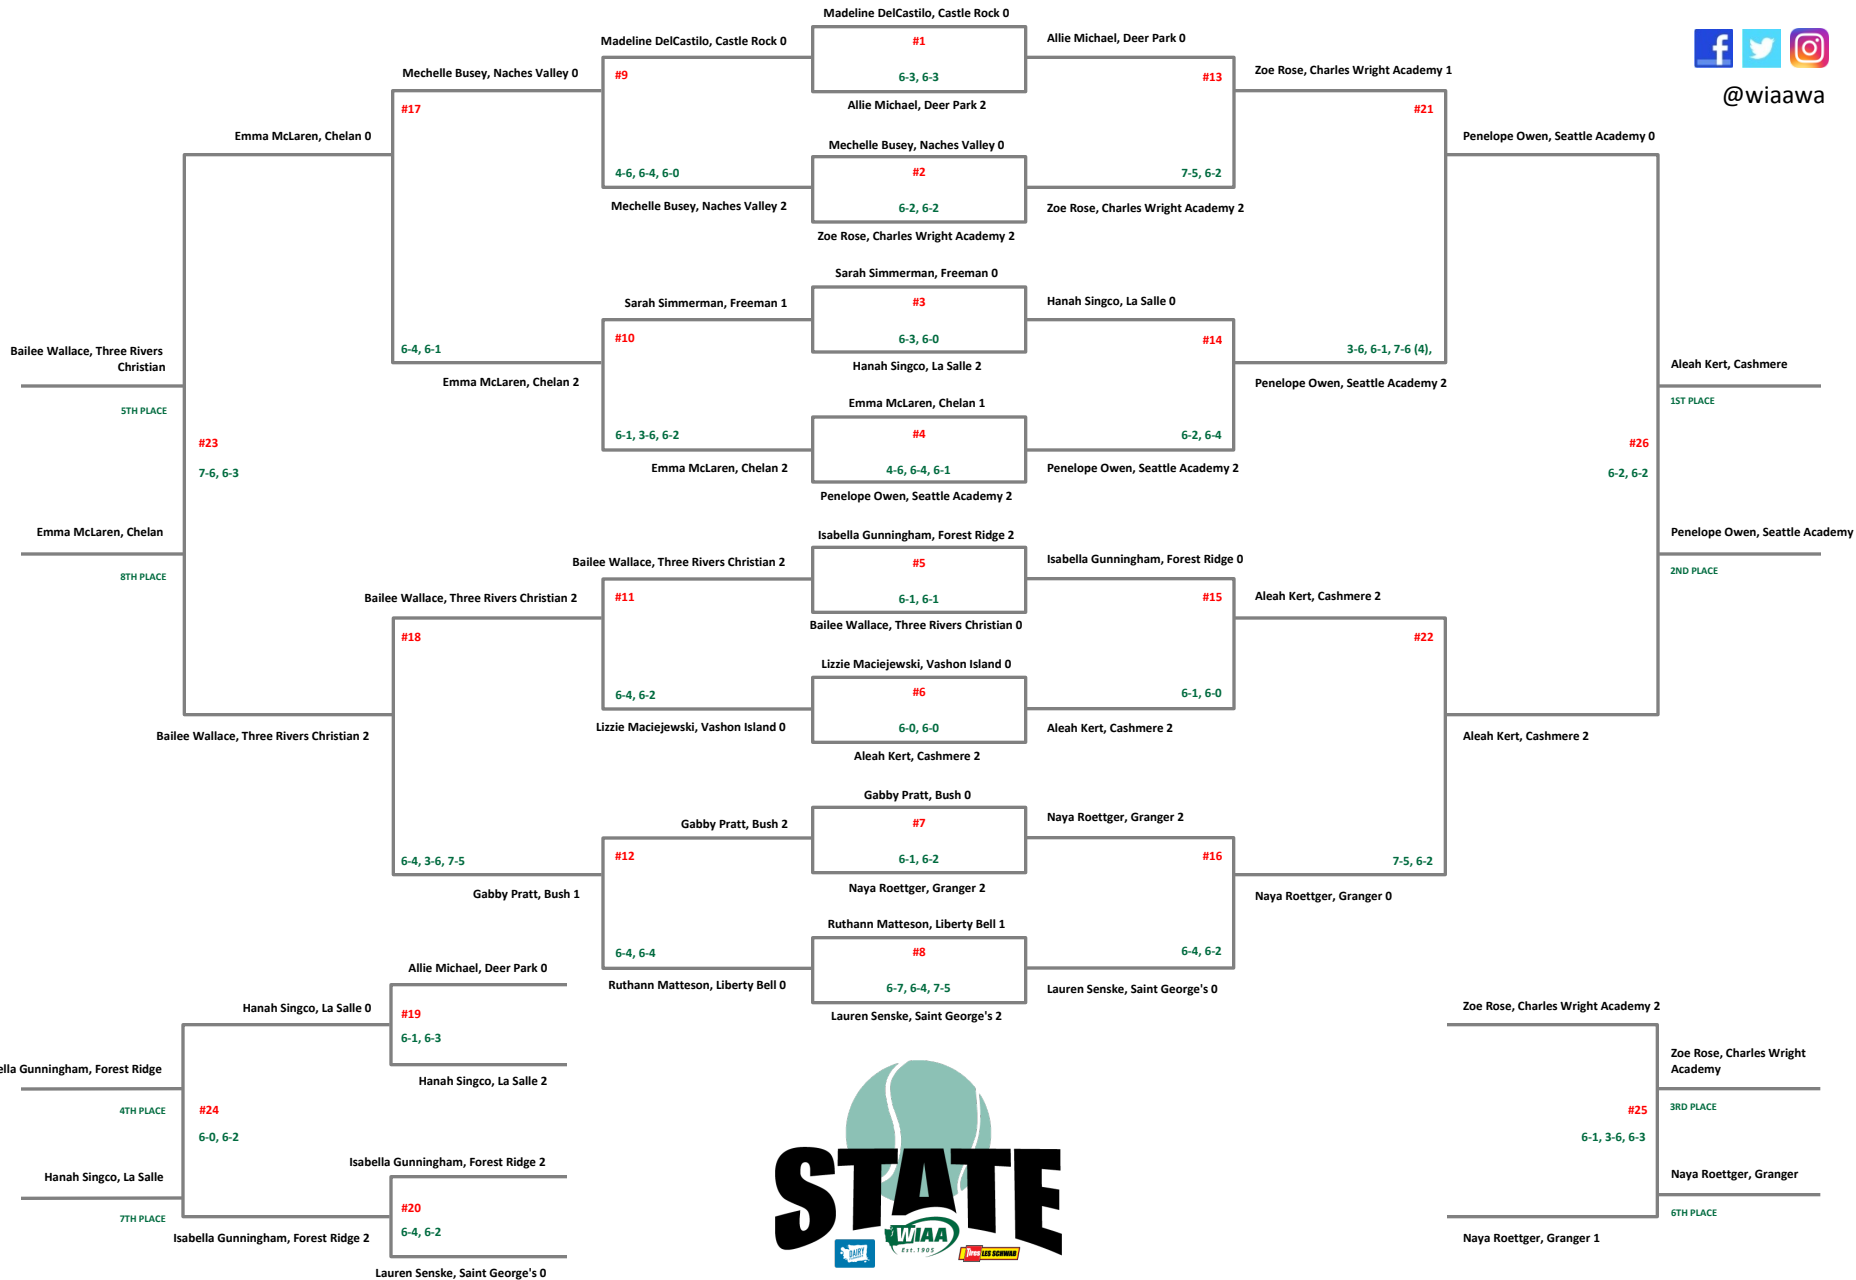 Madeline DelCastilo, Castle Rock 0
Madeline DelCastilo, Castle Rock 0
#1
Allie Michael, Deer Park 0
Mechelle Busey, Naches Valley 0
#9
6-3, 6-3
#13
Zoe Rose, Charles Wright Academy 1
@wiaawa
#17
Allie Michael, Deer Park 2
#21
Emma McLaren, Chelan 0
Mechelle Busey, Naches Valley 0
Penelope Owen, Seattle Academy 0
4-6, 6-4, 6-0
#2
7-5, 6-2
Mechelle Busey, Naches Valley 2
6-2, 6-2
Zoe Rose, Charles Wright Academy 2
Zoe Rose, Charles Wright Academy 2
Sarah Simmerman, Freeman 0
Sarah Simmerman, Freeman 1
#3
Hanah Singco, La Salle 0
#10
6-3, 6-0
#14
6-4, 6-1
3-6, 6-1, 7-6 (4),
Bailee Wallace, Three Rivers
Christian
Hanah Singco, La Salle 2
Aleah Kert, Cashmere
Emma McLaren, Chelan 2
Penelope Owen, Seattle Academy 2
5TH PLACE
Emma McLaren, Chelan 1
1ST PLACE
#23
6-1, 3-6, 6-2
#4
6-2, 6-4
#26
7-6, 6-3
Emma McLaren, Chelan 2
4-6, 6-4, 6-1
Penelope Owen, Seattle Academy 2
6-2, 6-2
Penelope Owen, Seattle Academy 2
Emma McLaren, Chelan
Isabella Gunningham, Forest Ridge 2
Penelope Owen, Seattle Academy
8TH PLACE
Bailee Wallace, Three Rivers Christian 2
#5
Isabella Gunningham, Forest Ridge 0
2ND PLACE
Bailee Wallace, Three Rivers Christian 2
#11
6-1, 6-1
#15
Aleah Kert, Cashmere 2
#18
Bailee Wallace, Three Rivers Christian 0
#22
Lizzie Maciejewski, Vashon Island 0
6-4, 6-2
#6
6-1, 6-0
Bailee Wallace, Three Rivers Christian 2
Lizzie Maciejewski, Vashon Island 0
6-0, 6-0
Aleah Kert, Cashmere 2
Aleah Kert, Cashmere 2
Aleah Kert, Cashmere 2
Gabby Pratt, Bush 0
Gabby Pratt, Bush 2
#7
Naya Roettger, Granger 2
6-4, 3-6, 7-5
#12
6-1, 6-2
#16
7-5, 6-2
Gabby Pratt, Bush 1
Naya Roettger, Granger 2
Naya Roettger, Granger 0
Ruthann Matteson, Liberty Bell 1
6-4, 6-4
#8
6-4, 6-2
Allie Michael, Deer Park 0
Ruthann Matteson, Liberty Bell 0
6-7, 6-4, 7-5
Lauren Senske, Saint George's 0
Hanah Singco, La Salle 0
#19
Lauren Senske, Saint George's 2
Zoe Rose, Charles Wright Academy 2
6-1, 6-3
ella Gunningham, Forest Ridge
Hanah Singco, La Salle 2
Zoe Rose, Charles Wright
Academy
4TH PLACE
#24
#25
3RD PLACE
6-0, 6-2
6-1, 3-6, 6-3
Hanah Singco, La Salle
Isabella Gunningham, Forest Ridge 2
Naya Roettger, Granger
7TH PLACE
#20
6TH PLACE
Isabella Gunningham, Forest Ridge 2
6-4, 6-2
Naya Roettger, Granger 1
Lauren Senske, Saint George's 0
STATE
WIAA
Est. 1905
DAIRY
Tires LES SCHWAB